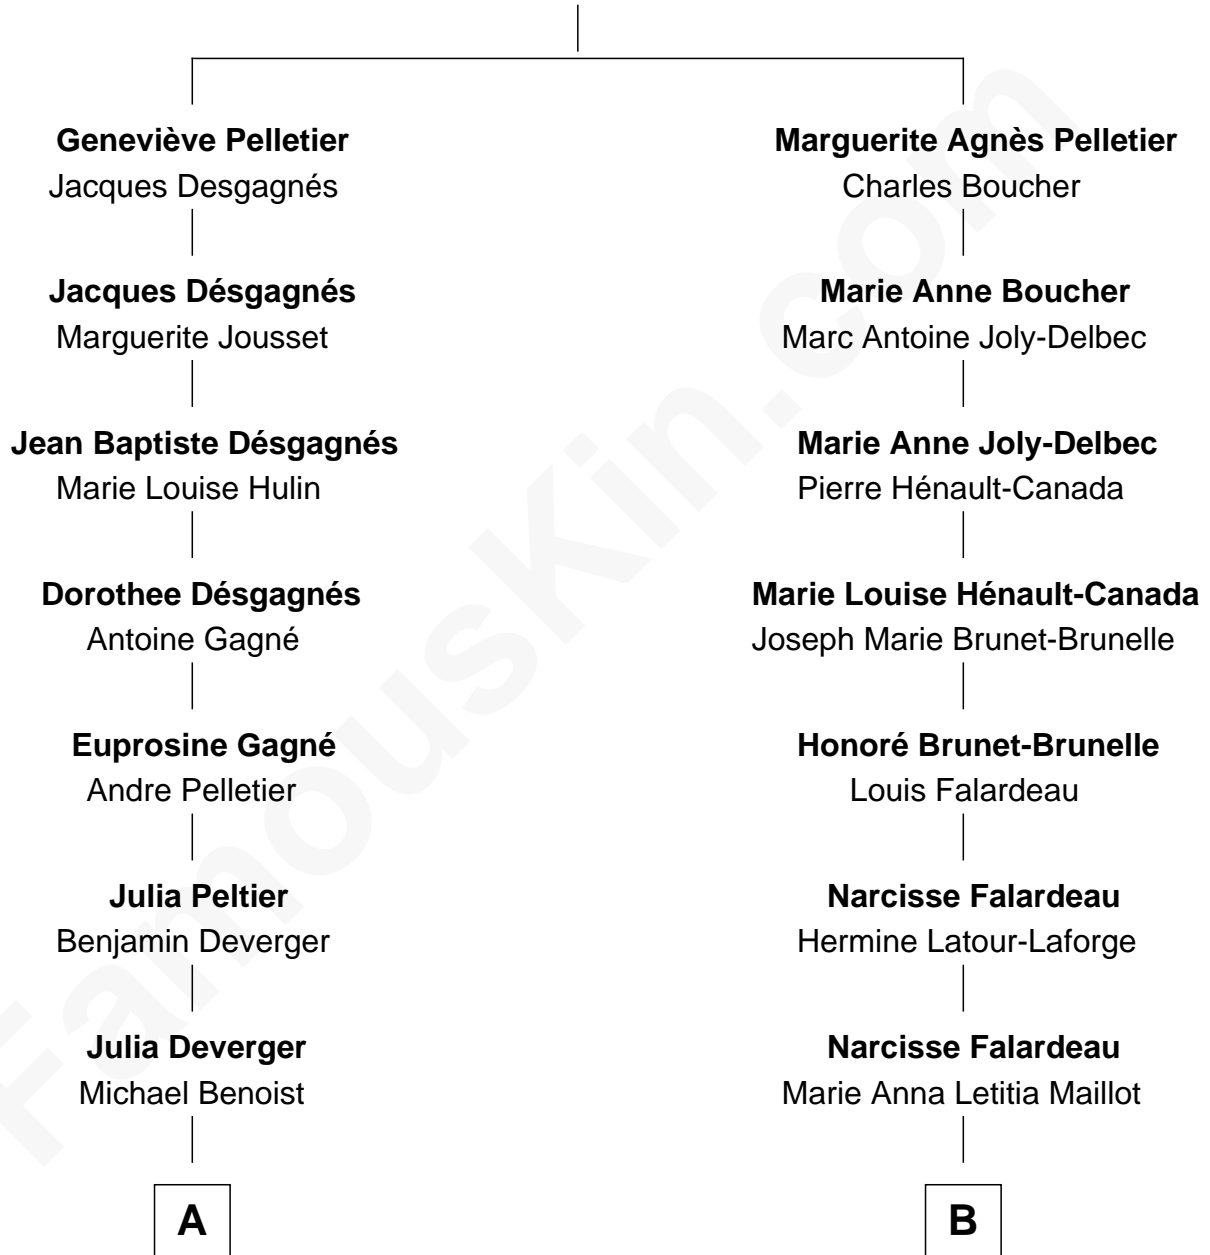 Geneviève Pelletier
Jacques Desgagnés
Jacques Désgagnés
Marguerite Jousset
Jean Baptiste Désgagnés
Marie Louise Hulin
Dorothee Désgagnés
Antoine Gagné
Euprosine Gagné
Andre Pelletier
Julia Peltier
Benjamin Deverger
Julia Deverger
Michael Benoist
A
Marguerite Agnès Pelletier
Charles Boucher
Marie Anne Boucher
Marc Antoine Joly-Delbec
Marie Anne Joly-Delbec
Pierre Hénault-Canada
Marie Louise Hénault-Canada
Joseph Marie Brunet-Brunelle
Honoré Brunet-Brunelle
Louis Falardeau
Narcisse Falardeau
Hermine Latour-Laforge
Narcisse Falardeau
Marie Anna Letitia Maillot
B
FamousKin.com